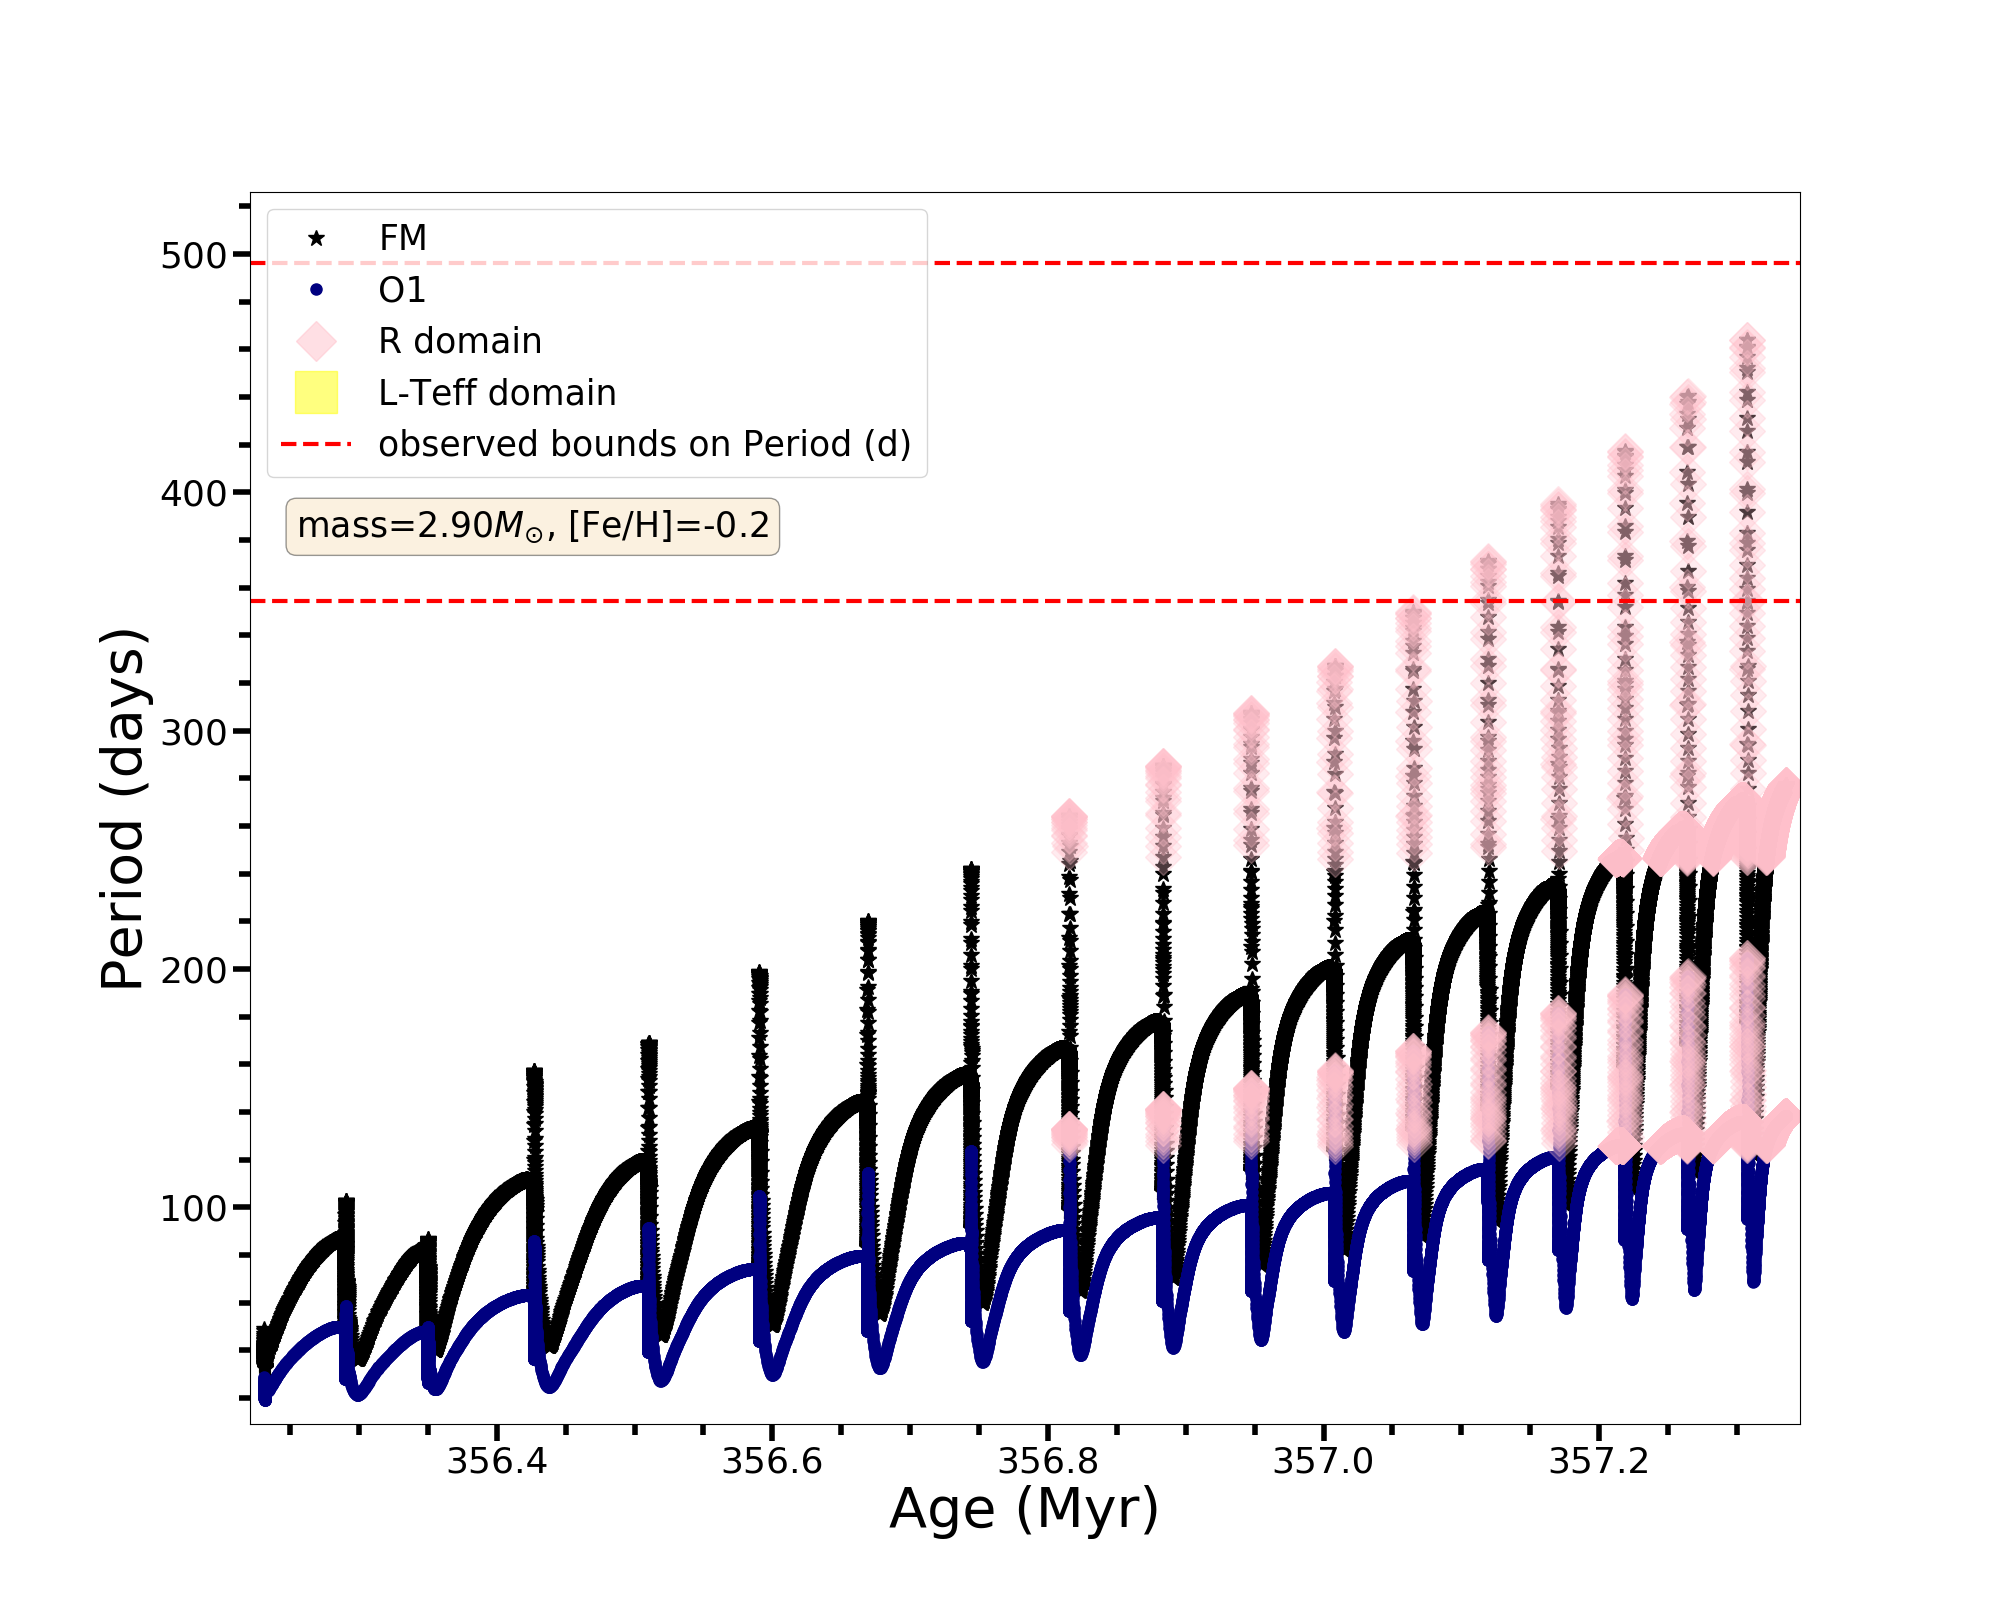 FM
O1
R domain
L-Teff domain
observed bounds on Period (d)
mass=2.90M⊙, [Fe/H]=-0.2
500
400
300
200
100
Period (days)
356.4 356.6 356.8 357.0 357.2
Age (Myr)